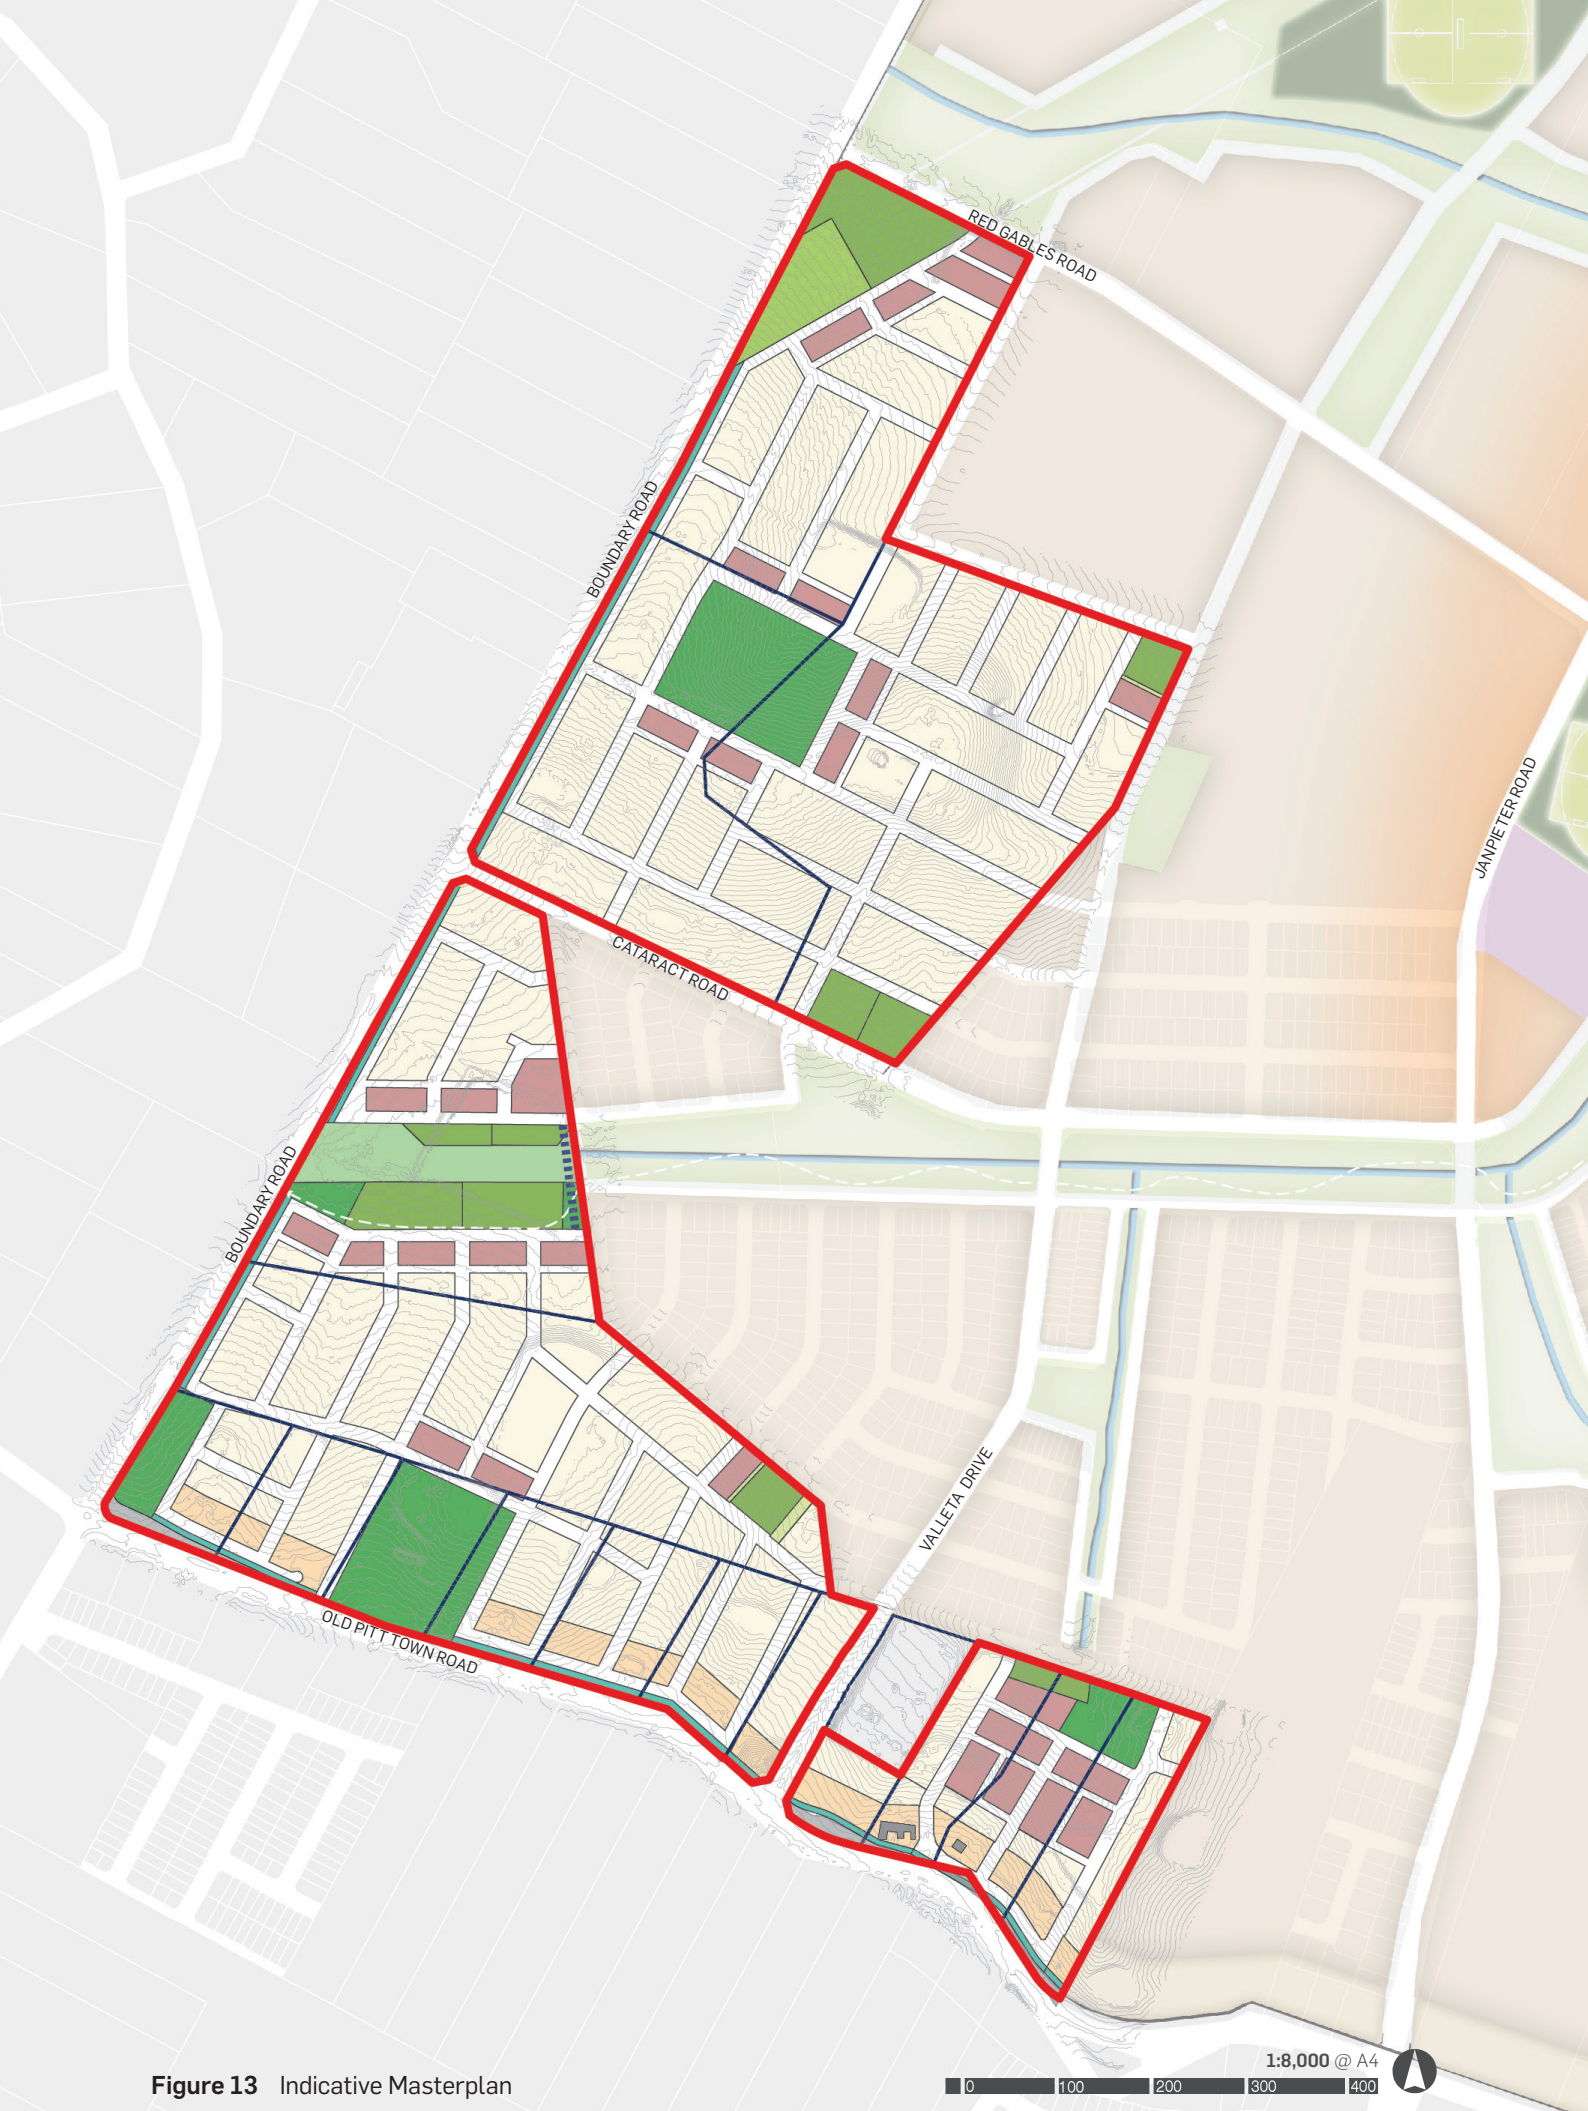 RED GABLES ROAD
BOUNDARY ROAD
JANPIETER ROAD
CATARACT ROAD
BOUNDARY ROAD
VALLETA DRIVE
OLD PITT TOWN ROAD
1:8,000 @ A4
Figure 13 Indicative Masterplan
0 100 200 300 400